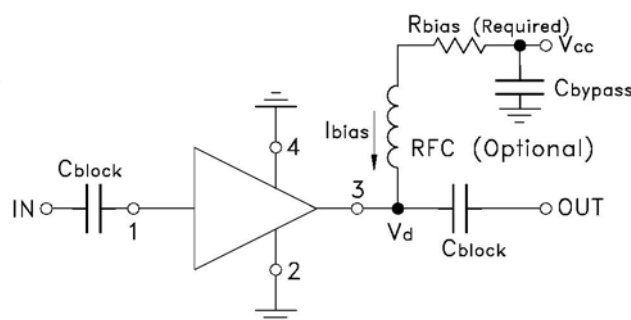 Rbias (Required)
Vcc
Cbypass
Ibias
RFC (Optional)
4
Cblock
3
IN
1
Vd
OUT
Cblock
2